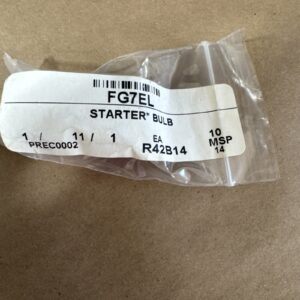 FG7EL
STARTER* BULB
1 / 11 / 1 EA 10
PREC0002 R42B14 MSP
14